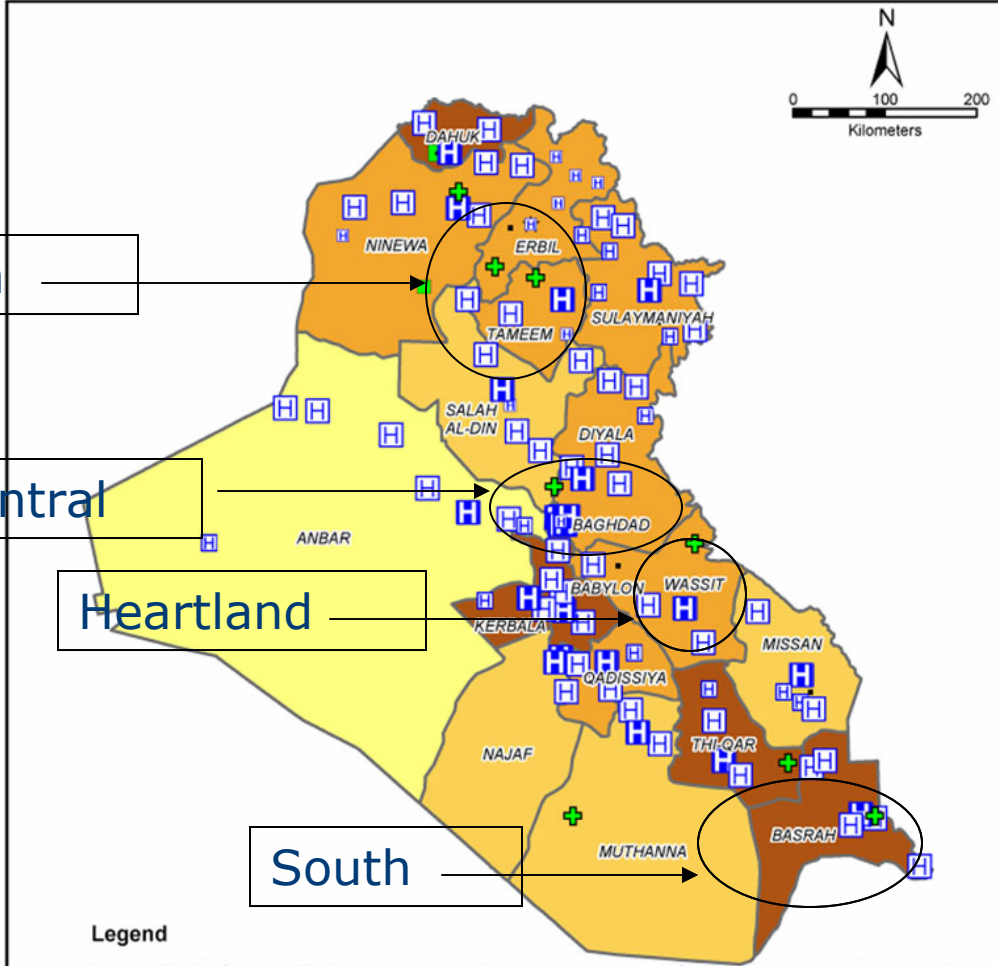 N
0 100 200
Kilometers
DAHUK
NINEWA
ERBIL
TAMEEM
SULAYMANIYAH
SALAH
AL-DIN
DIYALA
ntral
BAGHDAD
ANBAR
BABYLON
WASSIT
Heartland
KERBALA
MISSAN
QADISSIYA
THI-QAR
NAJAF
BASRAH
MUTHANNA
South
Legend